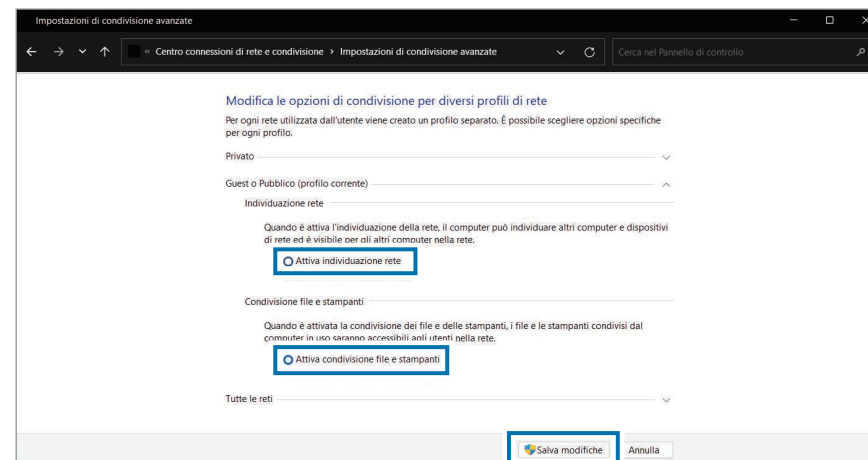 Impostazioni di condivisione avanzate
« Centro connessioni di rete e condivisione › Impostazioni di condivisione avanzate
Cerca nel Pannello di controllo
Modifica le opzioni di condivisione per diversi profili di rete
Per ogni rete utilizzata dall'utente viene creato un profilo separato. È possibile scegliere opzioni specifiche
per ogni profilo.
Privato
Guest o Pubblico (profilo corrente)
Individuazione rete
Quando è attiva l'individuazione della rete, il computer può individuare altri computer e dispositivi
di rete ed è visibile per gli altri computer nella rete.
Attiva individuazione rete
Condivisione file e stampanti
Quando è attivata la condivisione dei file e delle stampanti, i file e le stampanti condivisi dal
computer in uso saranno accessibili agli utenti nella rete.
Attiva condivisione file e stampanti
Tutte le reti
Salva modifiche
Annulla